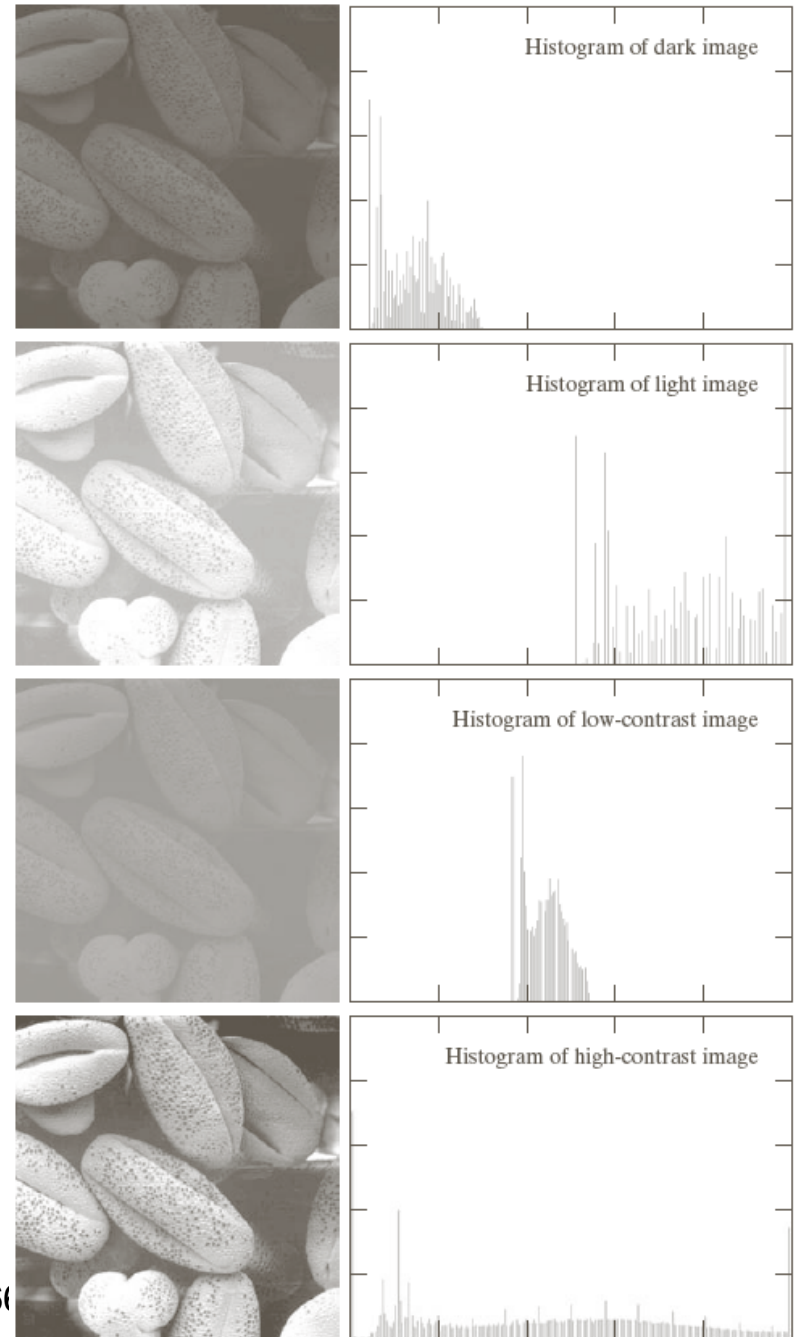 Histogram of dark image
Histogram of light image
Histogram of low-contrast image
Histogram of high-contrast image